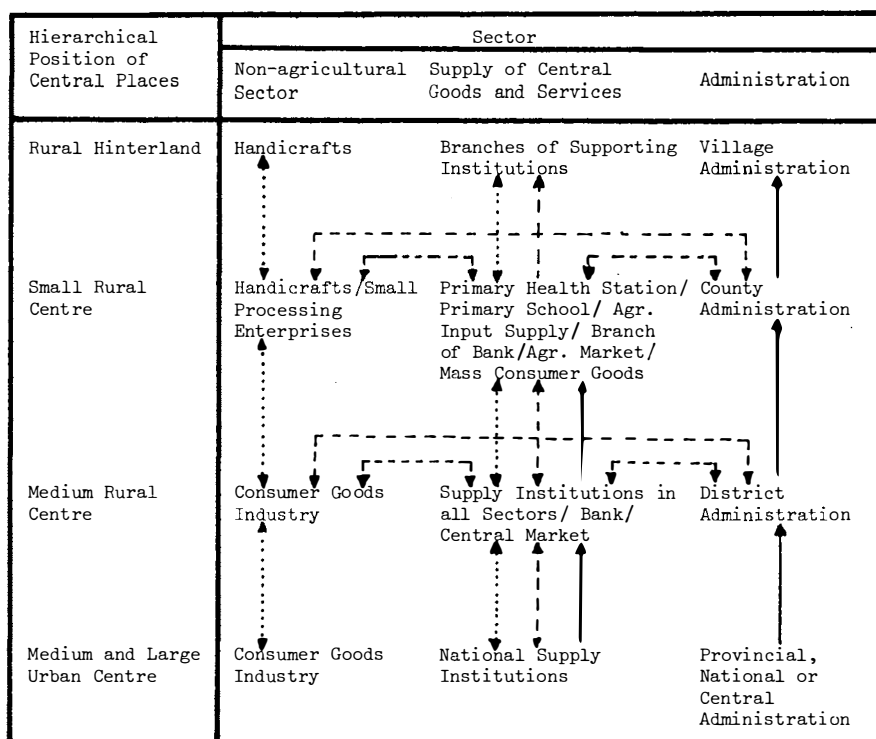 Hierarchical
Position of
Central Places
Sector
Non-agricultural
Sector
Supply of Central
Goods and Services
Administration
Rural Hinterland
Handicrafts
Branches of Supporting
Institutions
Village
Administration
Small Rural
Centre
Handicrafts/Small
Processing
Enterprises
Primary Health Station/
Primary School/ Agr.
Input Supply/ Branch
of Bank/Agr. Market/
Mass Consumer Goods
County
Administration
Medium Rural
Centre
Consumer Goods
Industry
Supply Institutions in
all Sectors/ Bank/
Central Market
District
Administration
Medium and Large
Urban Centre
Consumer Goods
Industry
National Supply
Institutions
Provincial,
National or
Central
Administration